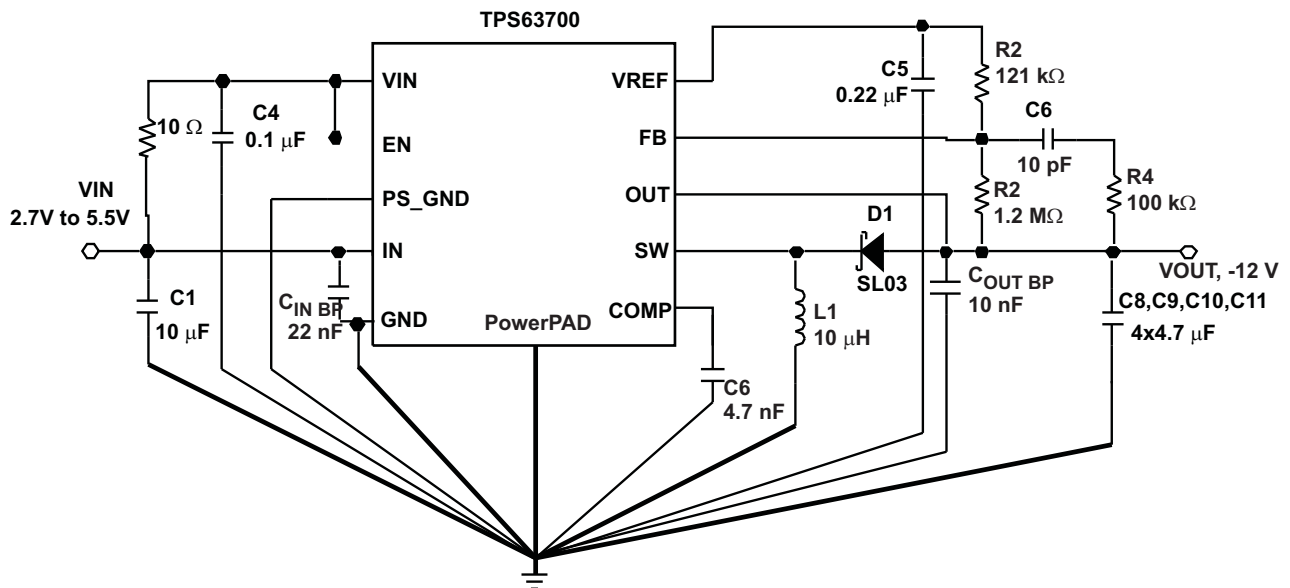 TPS63700
VIN
EN
PS_GND
IN
GND
VREF
FB
OUT
SW
COMP
PowerPAD
10 Ω
C4
0.1 μF
VIN
2.7V to 5.5V
C1
10 μF
C_IN BP
22 nF
C5
0.22 μF
R2
121 kΩ
C6
10 pF
R2
1.2 MΩ
R4
100 kΩ
D1
SL03
L1
10 μH
C6
4.7 nF
C_OUT BP
10 nF
VOUT, -12 V
C8,C9,C10,C11
4x4.7 μF